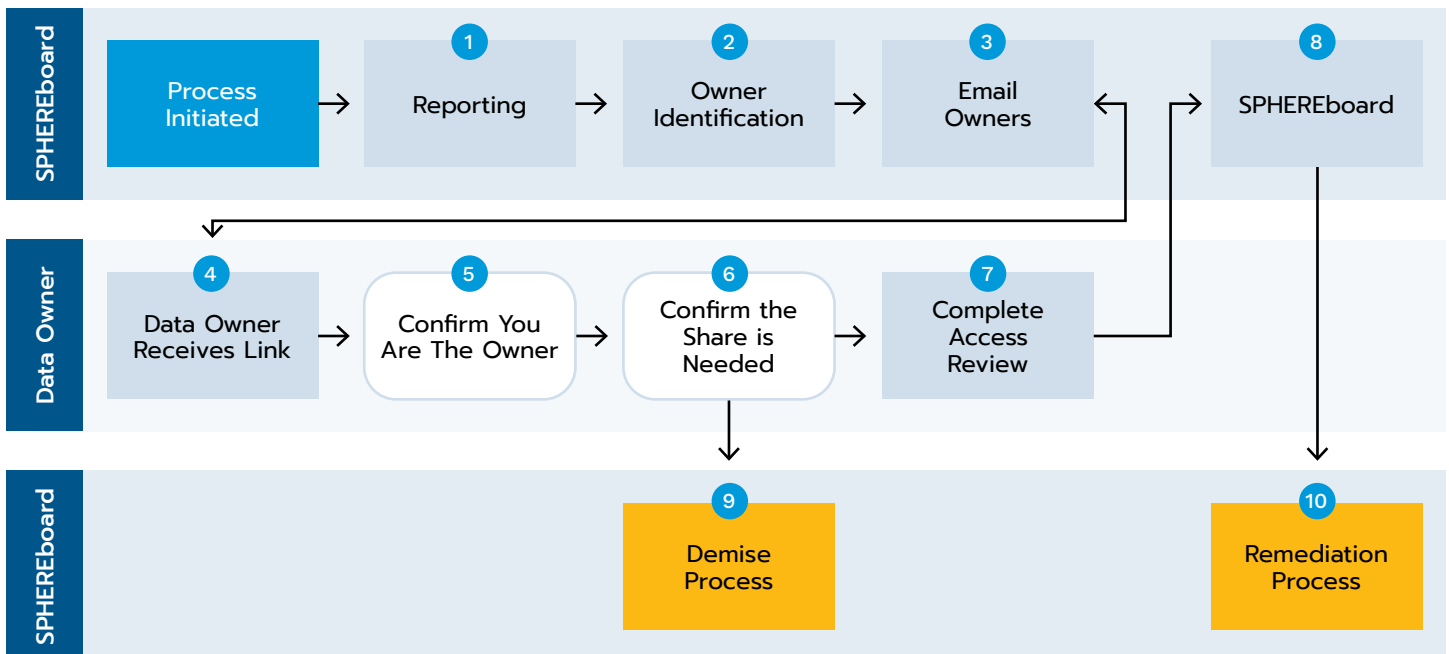 SPHEREboard
Process
Initiated
1
Reporting
2
Owner
Identification
3
Email
Owners
8
SPHEREboard
Data Owner
4
Data Owner
Receives Link
5
Confirm You
Are The Owner
6
Confirm the
Share is
Needed
7
Complete
Access
Review
SPHEREboard
9
Demise
Process
10
Remediation
Process